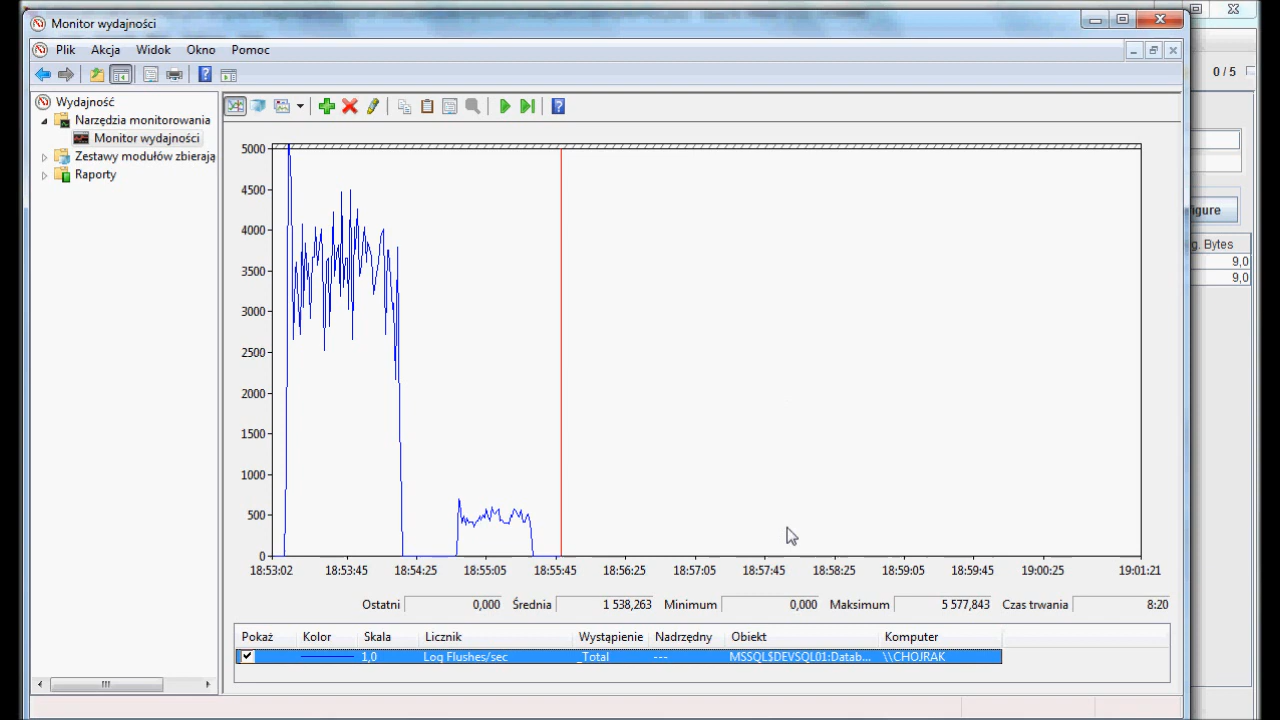 Monitor wydajności
Plik Akcja Widok Okno Pomoc
0 / 5
Wydajność
Narzędzia monitorowania
Monitor wydajności
Zestawy modułów zbierają
Raporty
5000
4500
4000
3500
3000
2500
2000
1500
1000
500
0
18:53:02 18:53:45 18:54:25 18:55:05 18:55:45 18:56:25 18:57:05 18:57:45 18:58:25 18:59:05 18:59:45 19:00:25 19:01:21
Ostatni 0,000 Średnia 1 538,263 Minimum 0,000 Maksimum 5 577,843 Czas trwania 8:20
Pokaż Kolor Skala Licznik Wystąpienie Nadrzędny Obiekt Komputer
1,0 Log Flushes/sec _Total --- MSSQL$DEVSQL01:Datab... \\CHOJRAK
igure
g. Bytes
9,0
9,0